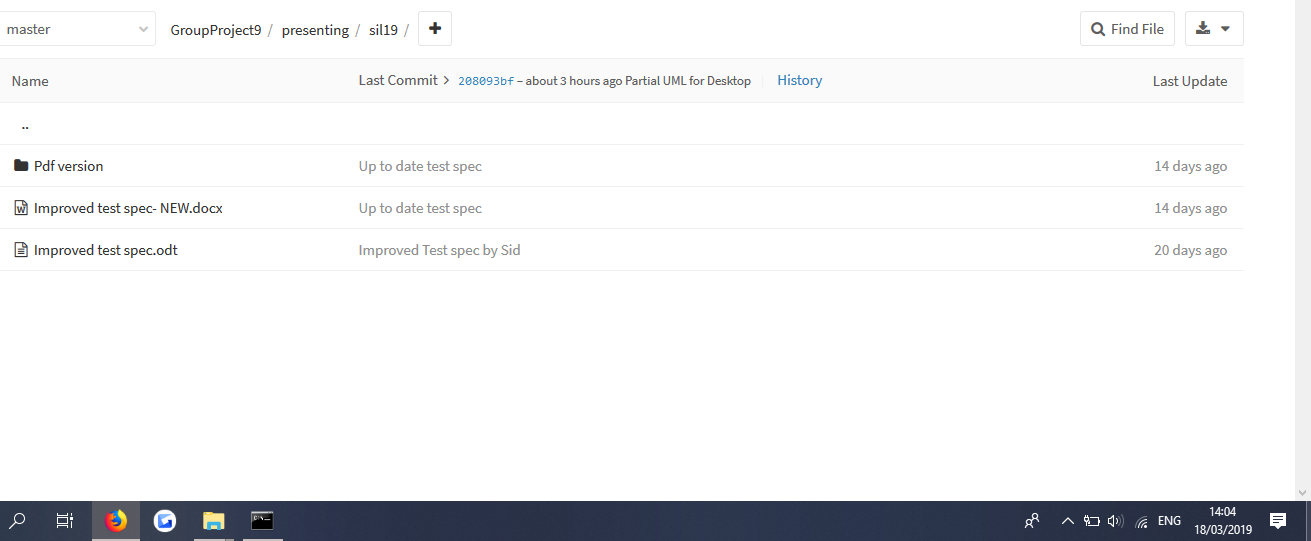 master GroupProject9 / presenting / sil19 / + Find File
Name Last Commit > 208093bf – about 3 hours ago Partial UML for Desktop History Last Update
..
Pdf version Up to date test spec 14 days ago
Improved test spec- NEW.docx Up to date test spec 14 days ago
Improved test spec.odt Improved Test spec by Sid 20 days ago
14:04
ENG
18/03/2019